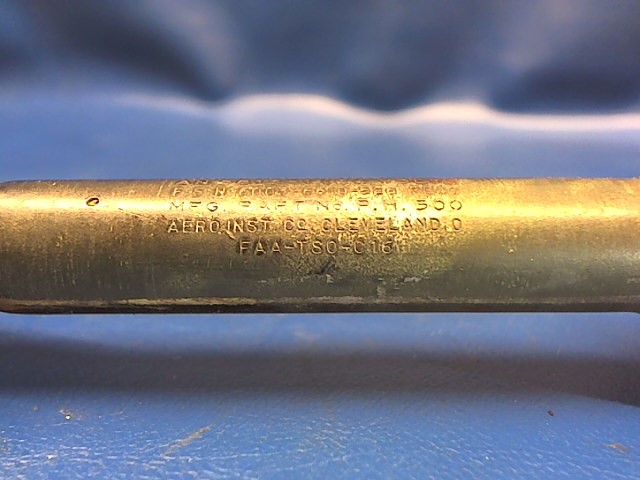 MFG. PART NO. P.H. 500
AERO INST. CO. CLEVELAND, O
FAA-TSO-C16